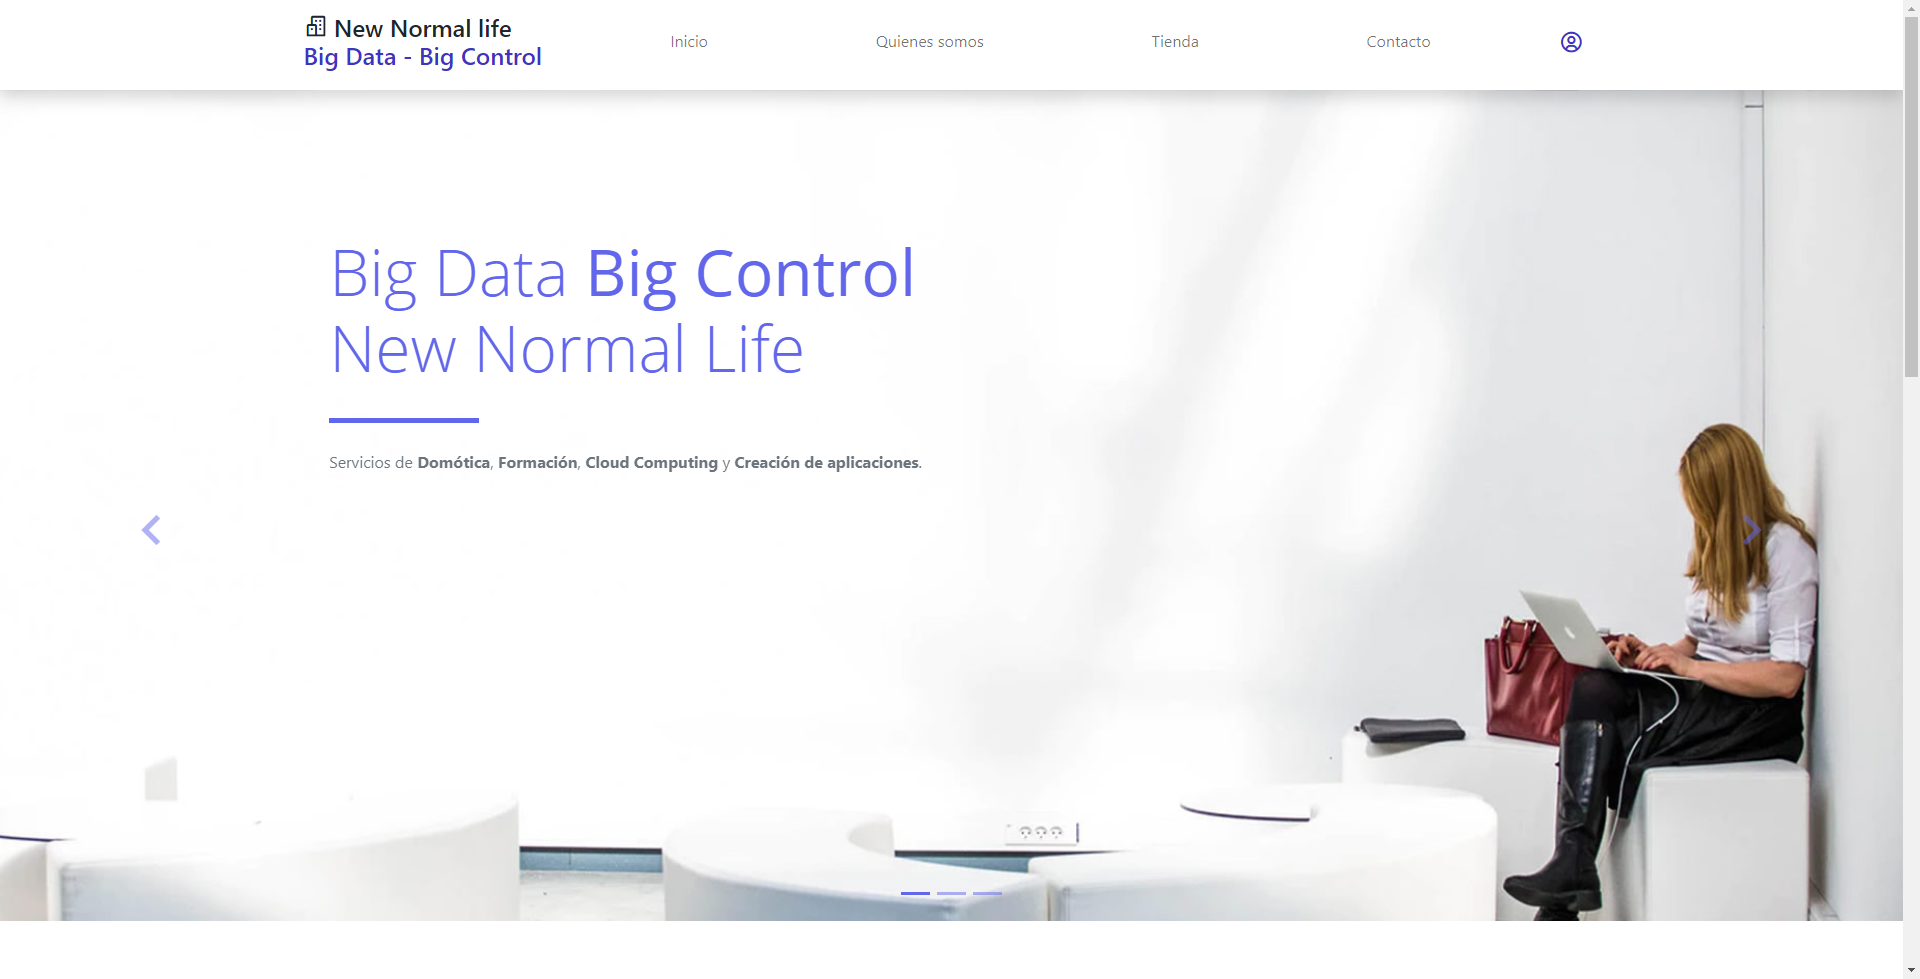 New Normal life
Big Data - Big Control
Inicio
Quienes somos
Tienda
Contacto
Big Data Big Control
New Normal Life
Servicios de Domótica, Formación, Cloud Computing y Creación de aplicaciones.